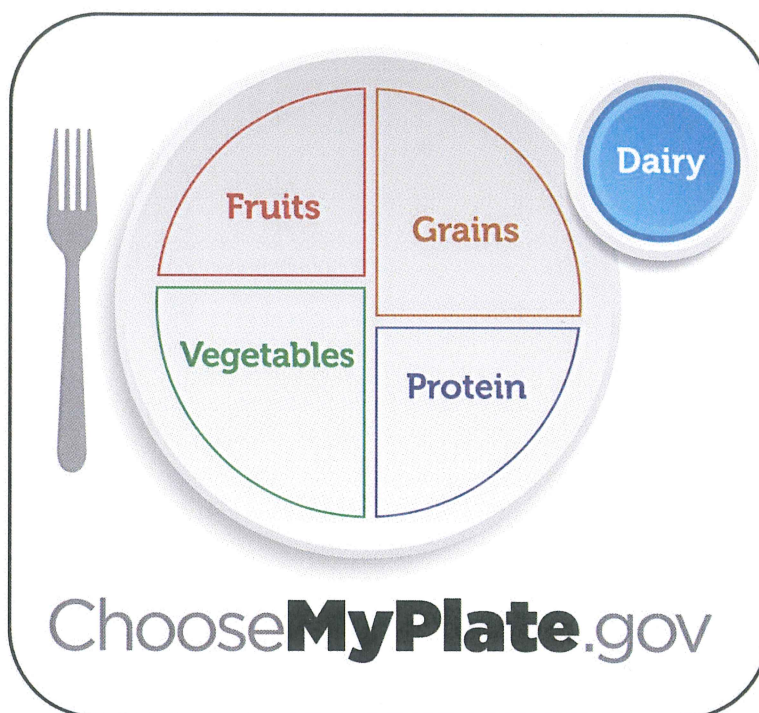 Dairy
Fruits
Grains
Vegetables
Protein
ChooseMyPlate.gov